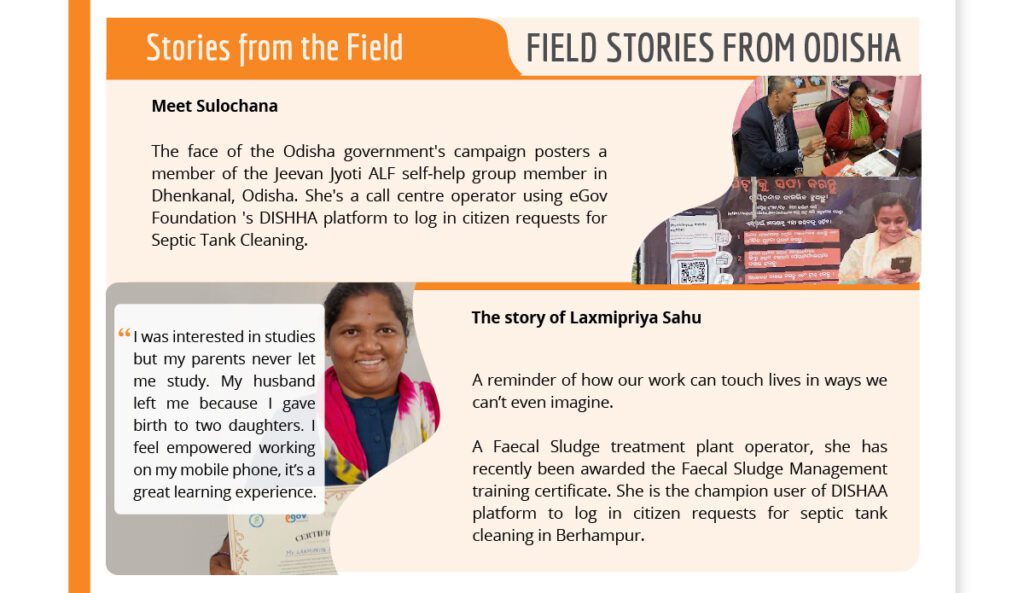 Stories from the Field
FIELD STORIES FROM ODISHA
Meet Sulochana
The face of the Odisha government's campaign posters a
member of the Jeevan Jyoti ALF self-help group member in
Dhenkanal, Odisha. She's a call centre operator using eGov
Foundation 's DISHHA platform to log in citizen requests for
Septic Tank Cleaning.
“ I was interested in studies
but my parents never let
me study. My husband
left me because I gave
birth to two daughters. I
feel empowered working
on my mobile phone, it’s a
great learning experience.
egov
CERTIFI
The story of Laxmipriya Sahu
A reminder of how our work can touch lives in ways we
can’t even imagine.
A Faecal Sludge treatment plant operator, she has
recently been awarded the Faecal Sludge Management
training certificate. She is the champion user of DISHAA
platform to log in citizen requests for septic tank
cleaning in Berhampur.